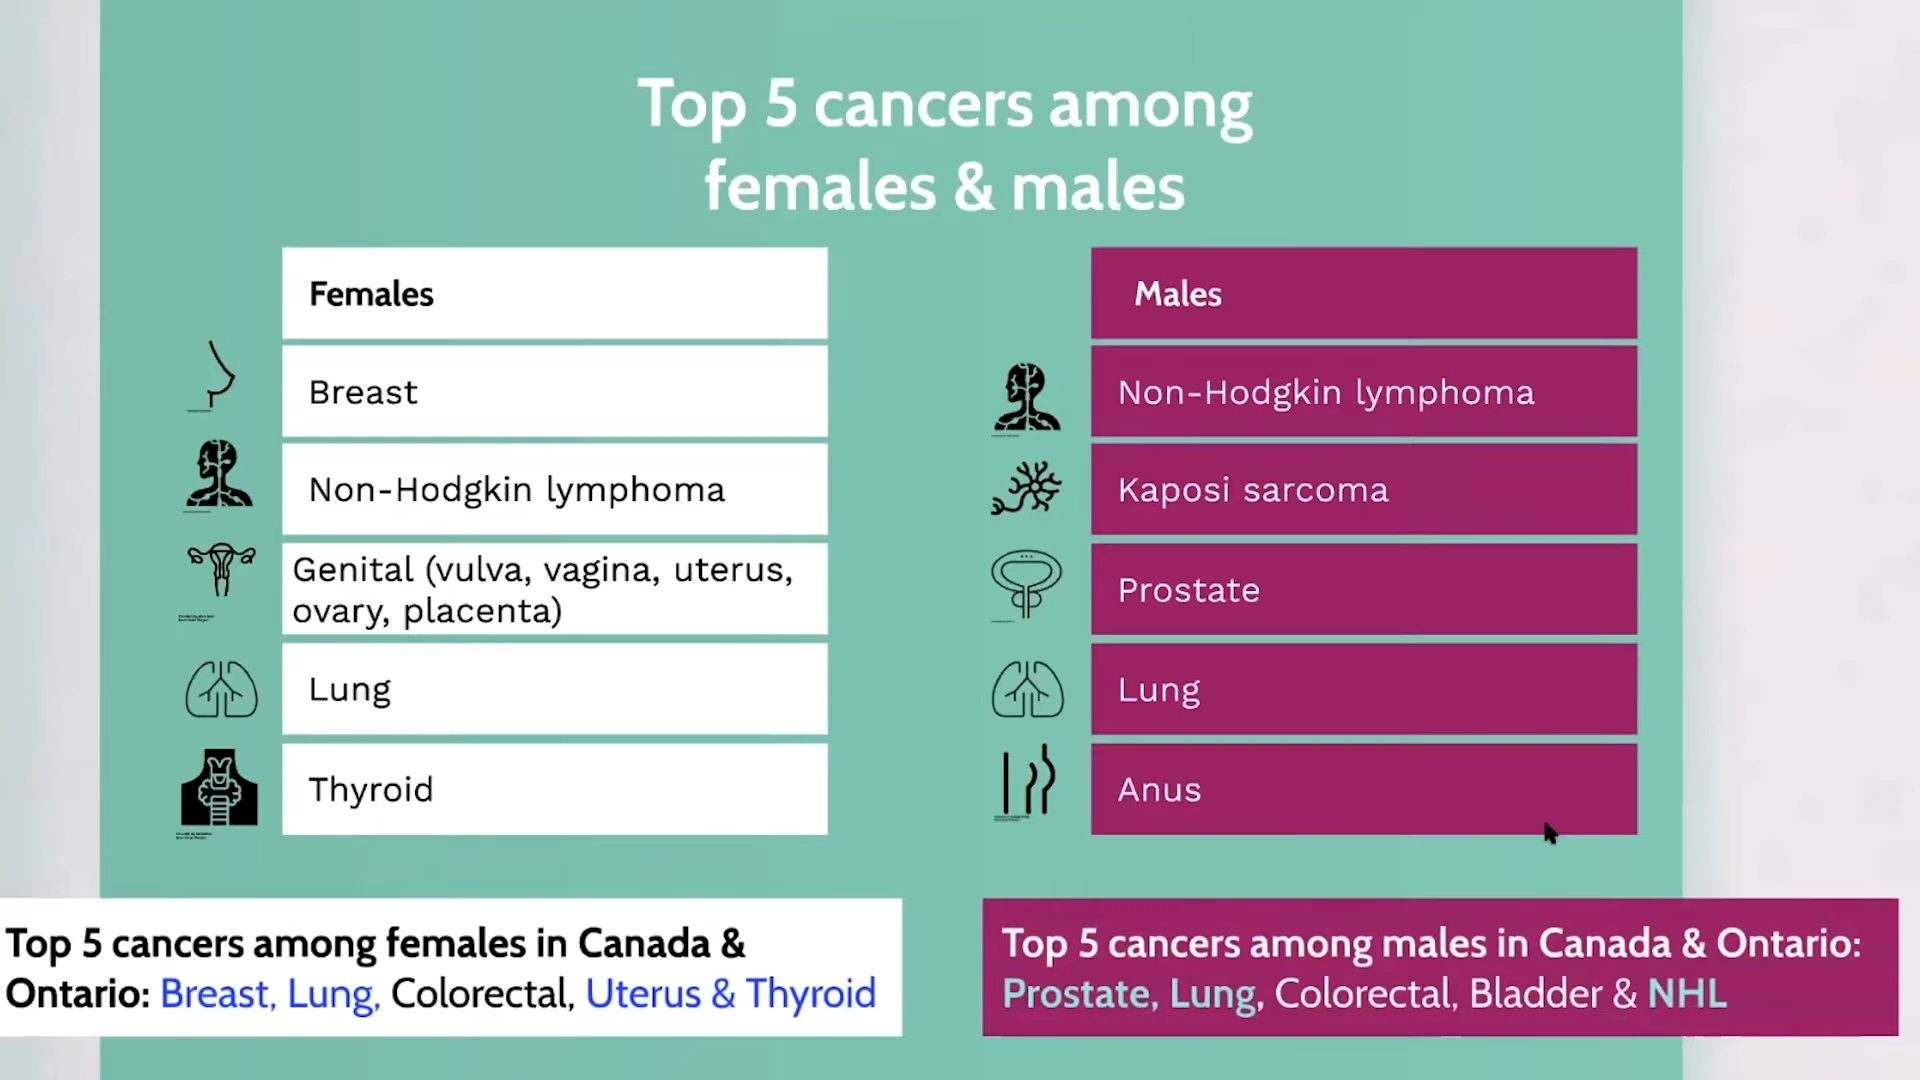 Top 5 cancers among
females & males
Females
Breast
Non-Hodgkin lymphoma
Genital (vulva, vagina, uterus,
ovary, placenta)
Lung
Thyroid
Males
Non-Hodgkin lymphoma
Kaposi sarcoma
Prostate
Lung
Anus
Top 5 cancers among females in Canada &
Ontario: Breast, Lung, Colorectal, Uterus & Thyroid
Top 5 cancers among males in Canada & Ontario:
Prostate, Lung, Colorectal, Bladder & NHL